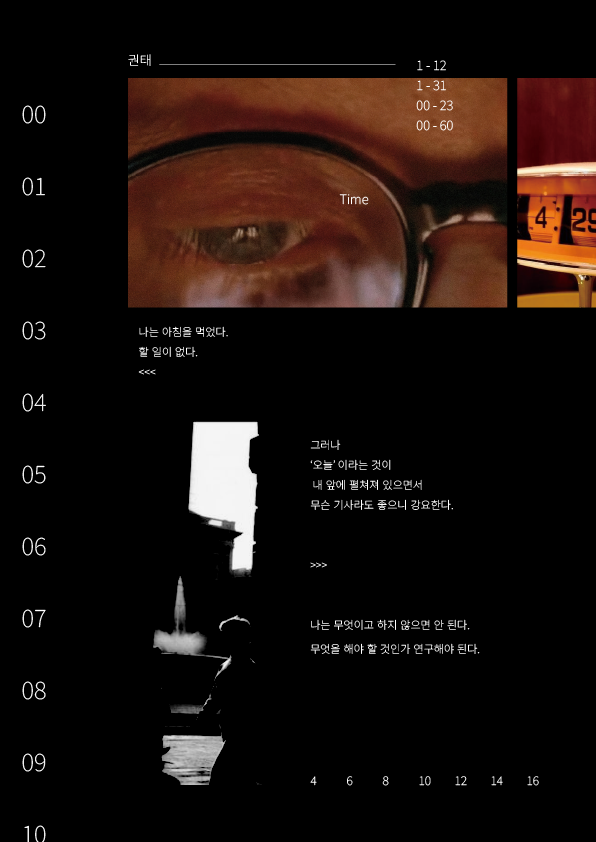 권태
1 - 12
1 - 31
00 - 23
00 - 60
Time
4 29
00
01
02
03
04
05
06
07
08
09
10
나는 아침을 먹었다.
할 일이 없다.
<<<
그러나
‘오늘’ 이라는 것이
내 앞에 펼쳐져 있으면서
무슨 기사라도 좋으니 강요한다.
>>>
나는 무엇이고 하지 않으면 안 된다.
무엇을 해야 할 것인가 연구해야 된다.
4 6 8 10 12 14 16